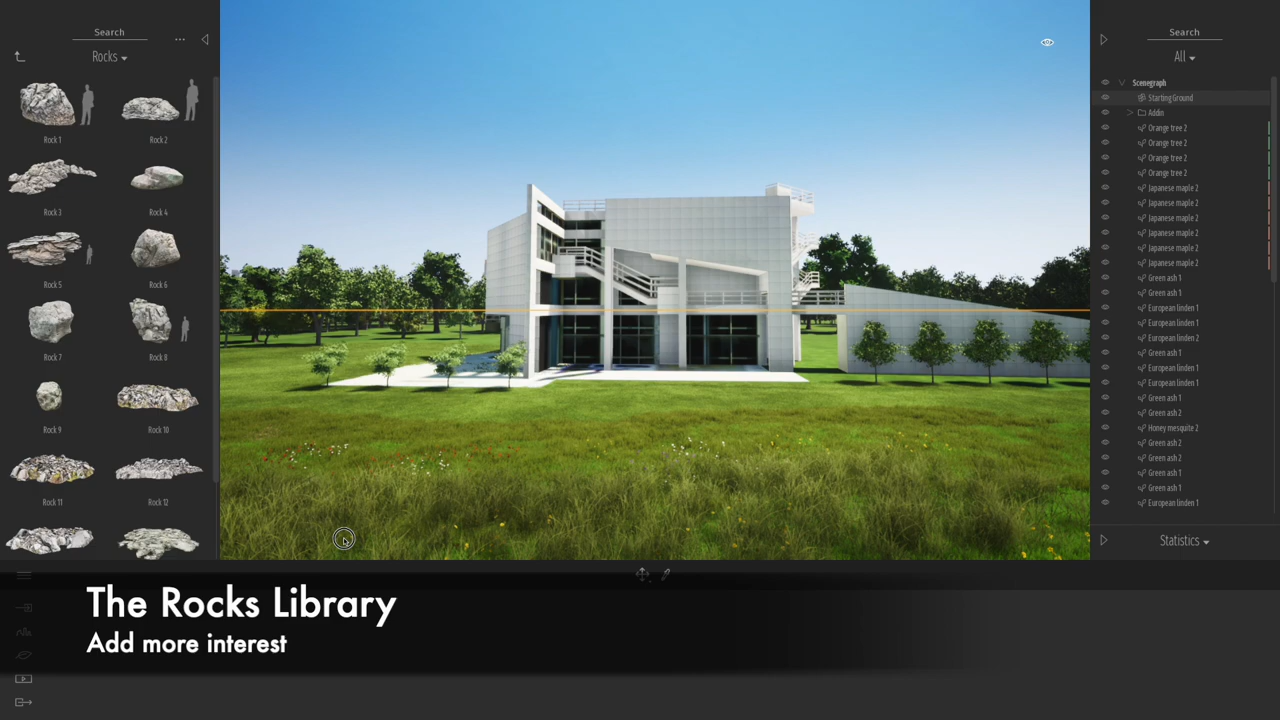 Search
...
Rocks
Rock 1
Rock 2
Rock 3
Rock 4
Rock 5
Rock 6
Rock 7
Rock 8
Rock 9
Rock 10
Rock 11
Rock 12
Search
All
Scenegraph
Starting Ground
Addin
Orange tree 2
Orange tree 2
Orange tree 2
Orange tree 2
Japanese maple 2
Japanese maple 2
Japanese maple 2
Japanese maple 2
Japanese maple 2
Japanese maple 2
Green ash 1
Green ash 1
European linden 1
European linden 1
European linden 2
Green ash 1
European linden 1
European linden 1
Green ash 1
Green ash 2
Honey mesquite 2
Green ash 2
Green ash 2
Green ash 1
Green ash 1
European linden 1
Statistics
The Rocks Library
Add more interest